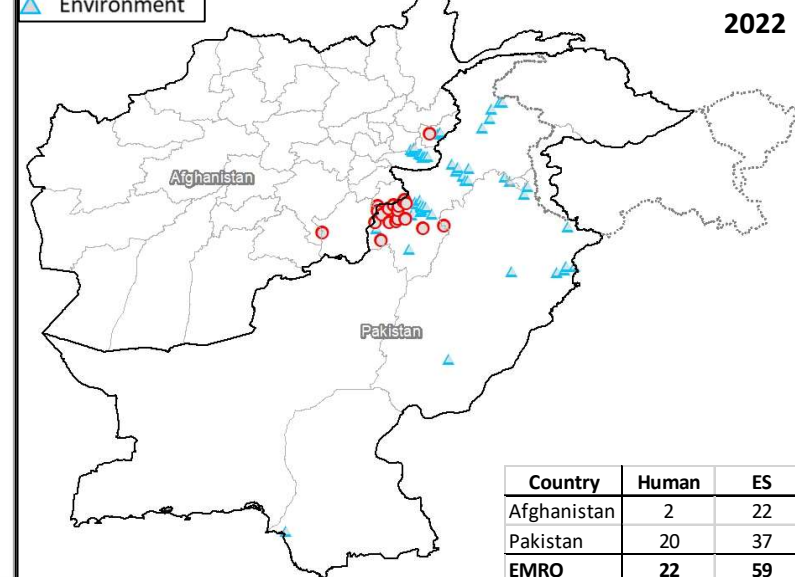 Environment
2022
Afghanistan
Pakistan
Country Human ES
Afghanistan 2 22
Pakistan 20 37
EMRO 22 59